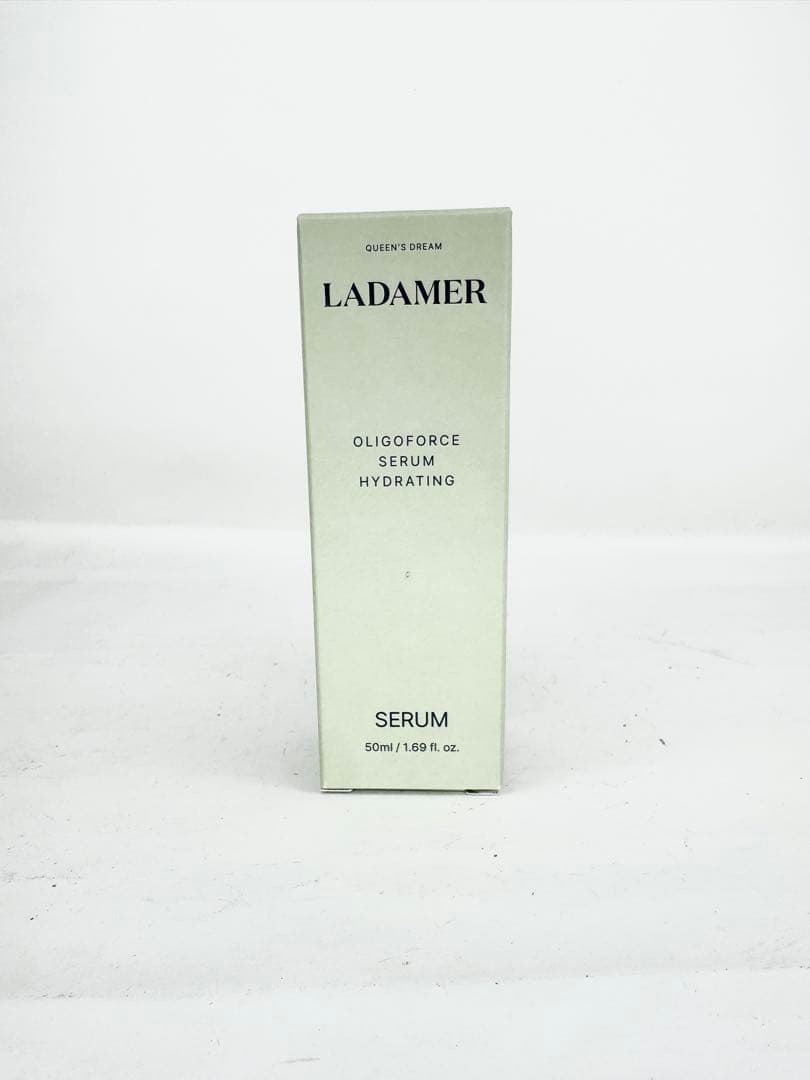 QUEEN'S DREAM
LADAMER
OLIGOFORCE
SERUM
HYDRATING
SERUM
50ml / 1.69 fl. oz.